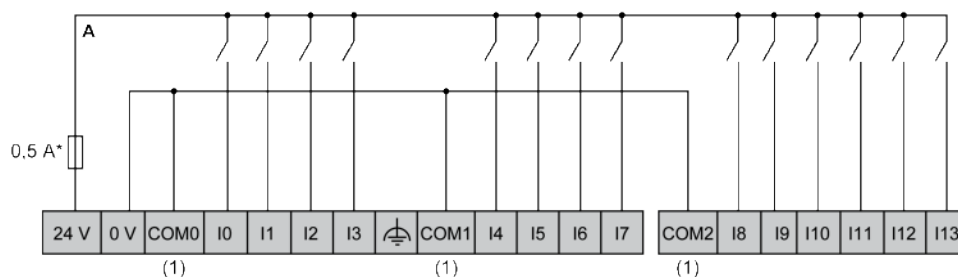 A
0,5 A*
24 V 0 V COM0 I0 I1 I2 I3 COM1 I4 I5 I6 I7 COM2 I8 I9 I10 I11 I12 I13
(1) (1) (1)